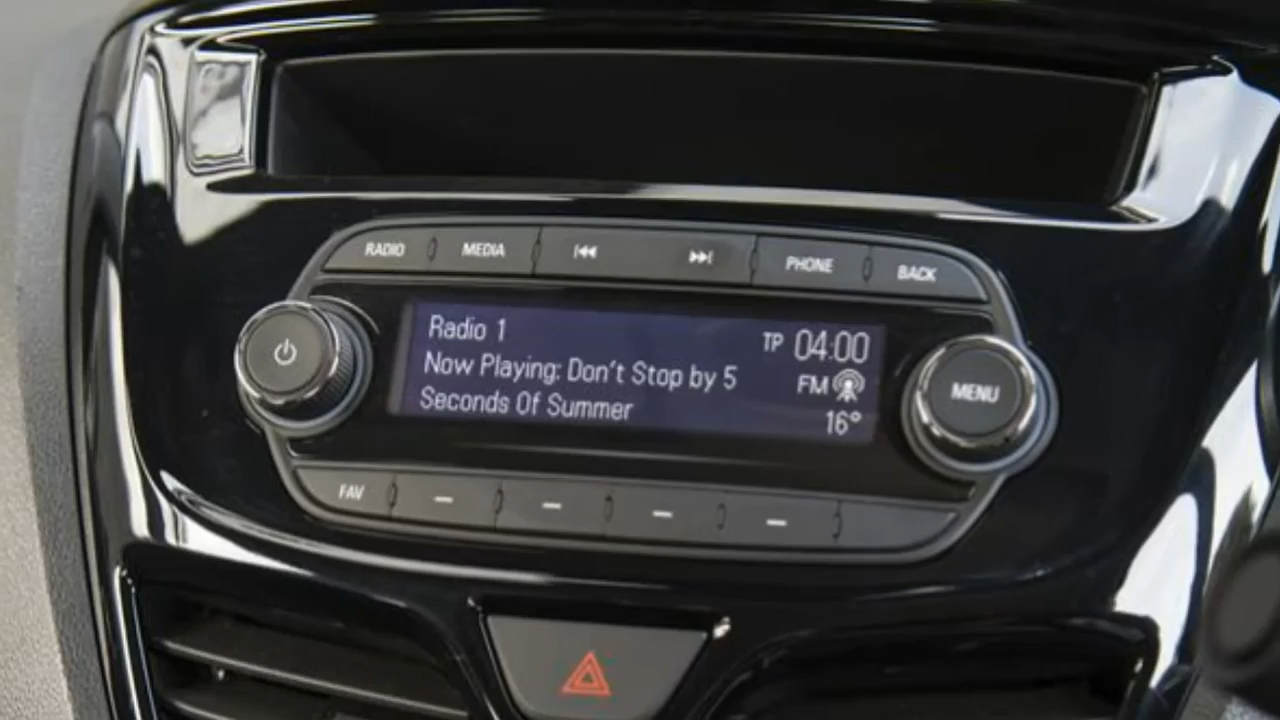 RADIO MEDIA PHONE BACK
Radio 1
TP 04:00
Now Playing: Don't Stop by 5
FM
Seconds Of Summer
16°
MENU
FAV